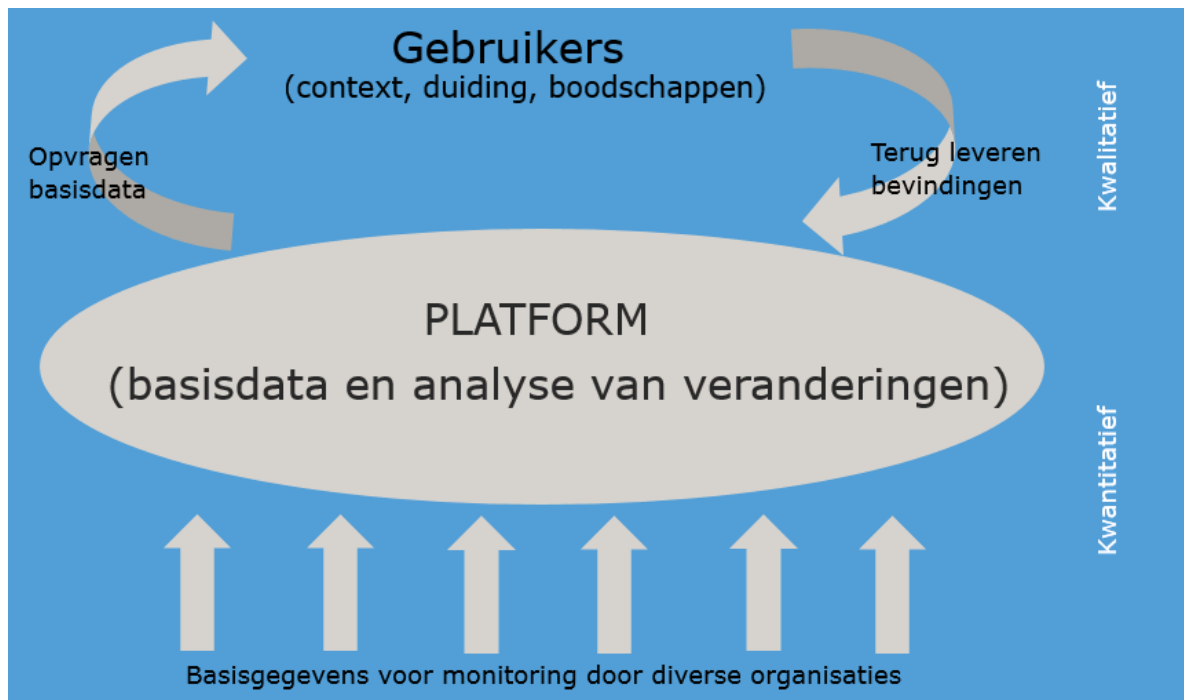 Gebruikers
(context, duiding, boodschappen)
Opvragen
basisdata
Terug leveren
bevindingen
Kwalitatief
PLATFORM
(basisdata en analyse van veranderingen)
Kwantitatief
Basisgegevens voor monitoring door diverse organisaties